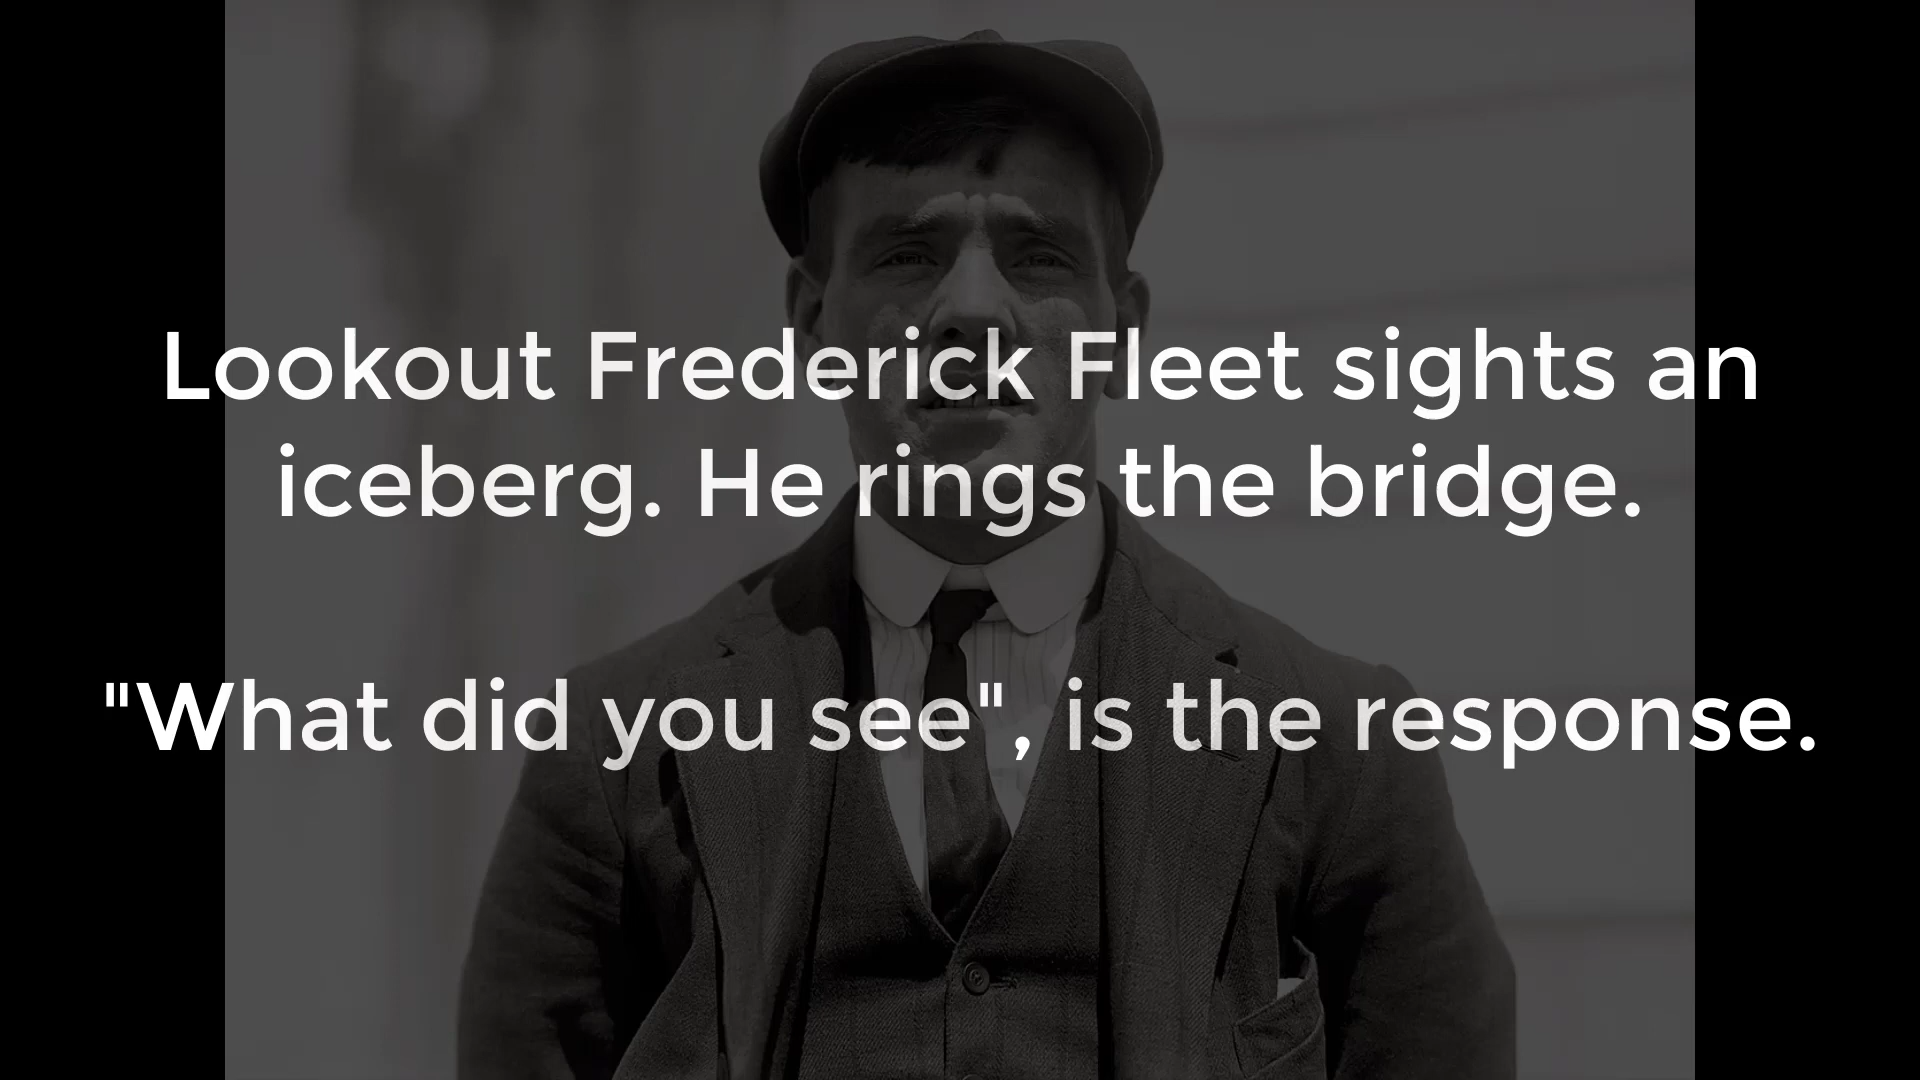 Lookout Frederick Fleet sights an
iceberg. He rings the bridge.
"What did you see", is the response.